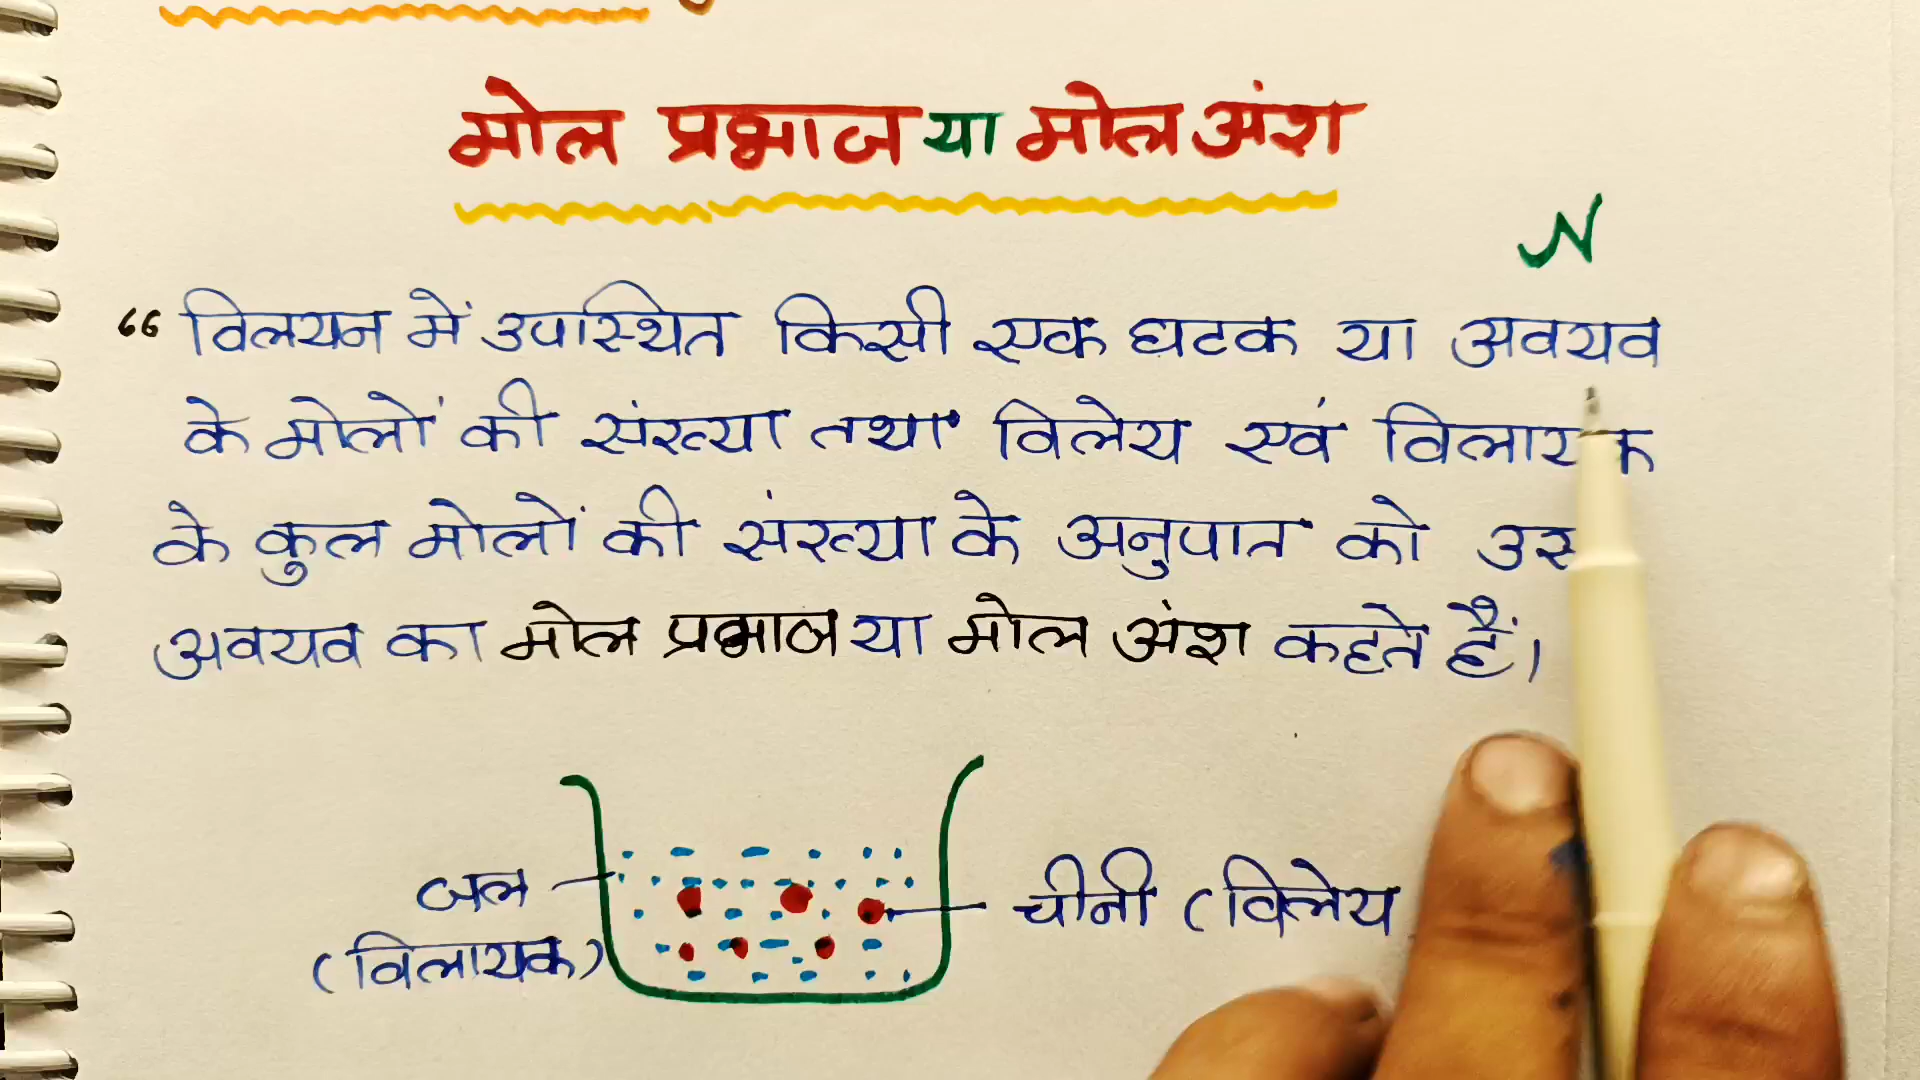 मोल प्रभाज या मोल अंश
N
“ विलयन में उपस्थित किसी एक घटक या अवयव
के मोलों की संख्या तथा विलेय एवं विलायक
के कुल मोलों की संख्या के अनुपात को उस
अवयव का मोल प्रभाज या मोल अंश कहते हैं।
जल
(विलायक)
चीनी (विलेय